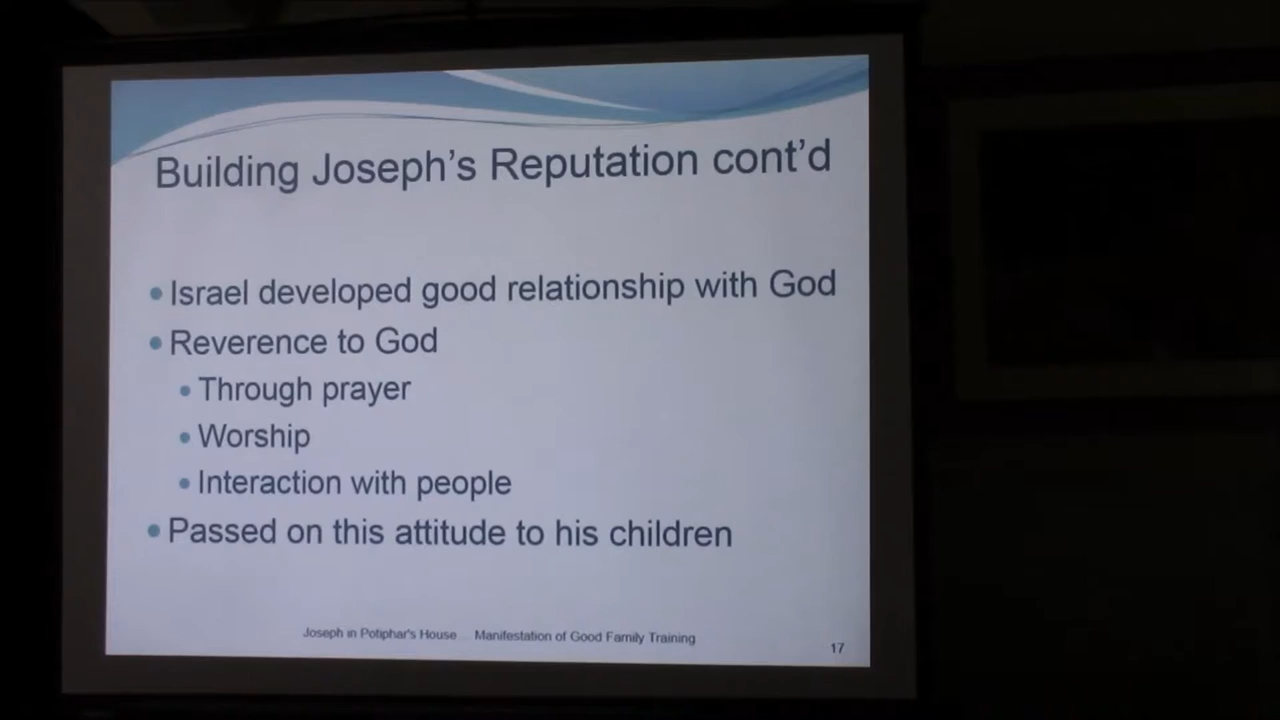 Building Joseph's Reputation cont'd
• Israel developed good relationship with God
• Reverence to God
• Through prayer
• Worship
• Interaction with people
• Passed on this attitude to his children
Joseph in Potiphar's House Manifestation of Good Family Training
17